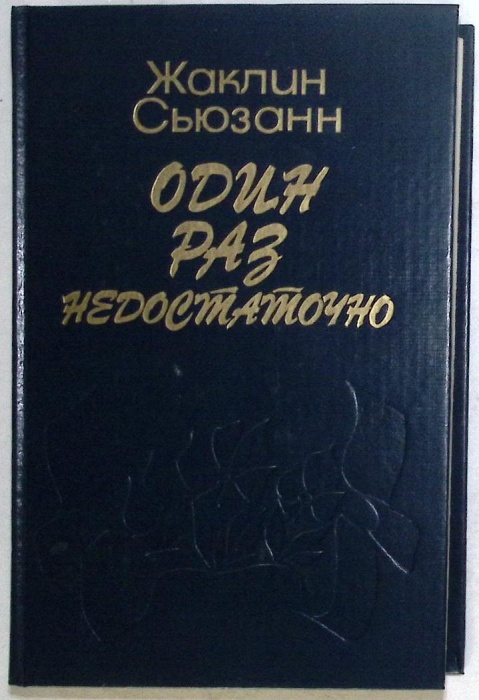 Жаклин
Сьюзанн
ОДИН
РАЗ
НЕДОСТАТОЧНО